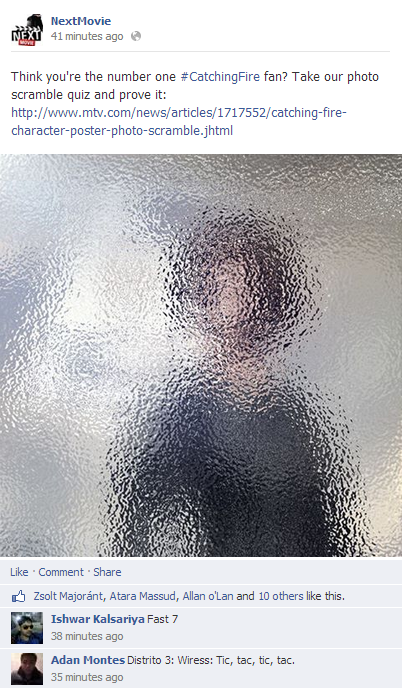 NEXT
MOVIE
NextMovie
41 minutes ago
Think you're the number one #CatchingFire fan? Take our photo
scramble quiz and prove it:
http://www.mtv.com/news/articles/1717552/catching-fire-
character-poster-photo-scramble.jhtml
Like · Comment · Share
Zsolt Majoránt, Atara Massud, Allan o'Lan and 10 others like this.
Ishwar Kalsariya Fast 7
38 minutes ago
Adan Montes Distrito 3: Wiress: Tic, tac, tic, tac.
35 minutes ago